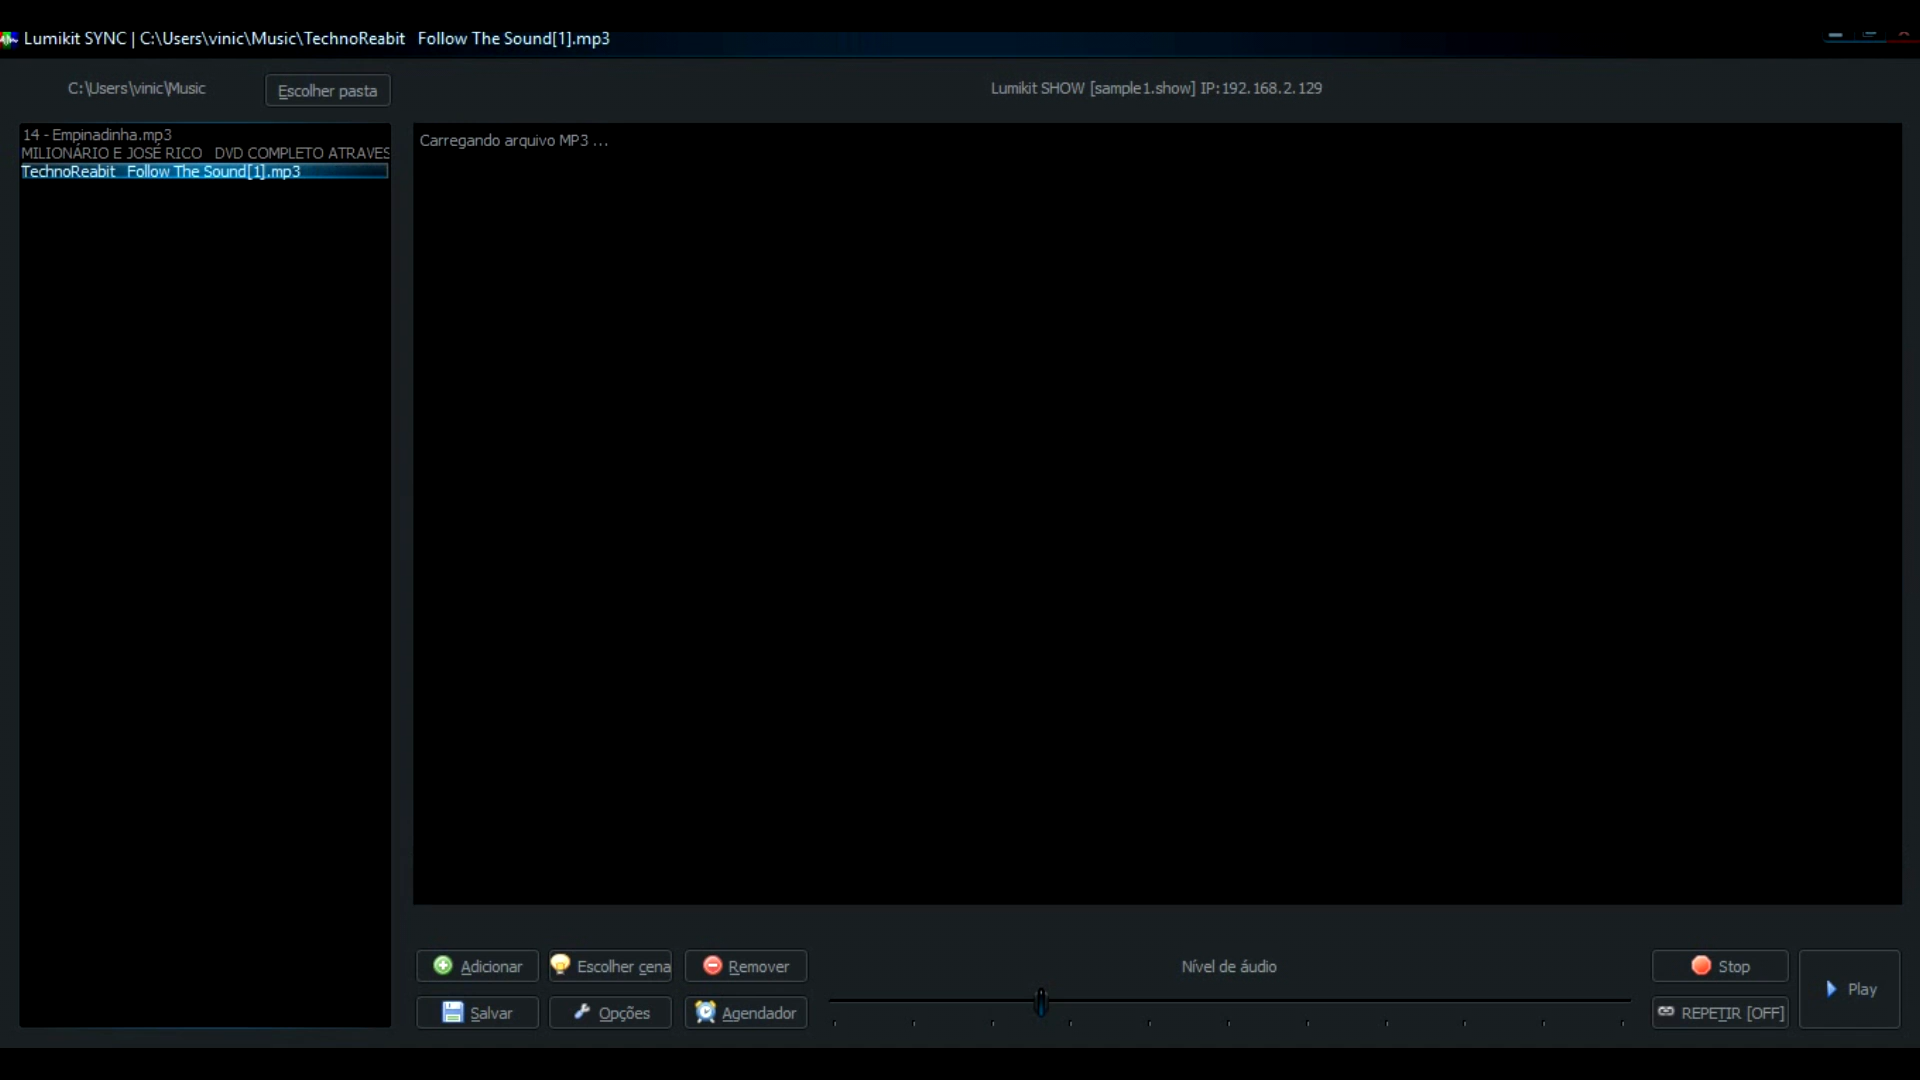 Lumikit SYNC | C:\Users\vinic\Music\TechnoReabit   Follow The Sound[1].mp3
C:\Users\vinic\Music
Escolher pasta
Lumikit SHOW [sample1.show] IP:192.168.2.129
14 - Empinadinha.mp3
MILIONÁRIO E JOSÉ RICO   DVD COMPLETO ATRAVES
TechnoReabit   Follow The Sound[1].mp3
Carregando arquivo MP3 ...
Adicionar
Escolher cena
Remover
Nível de áudio
Stop
Play
Salvar
Opções
Agendador
REPETIR [OFF]